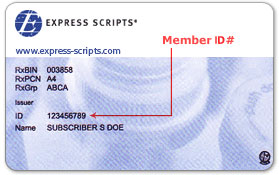 EXPRESS SCRIPTS®
Member ID#
www.express-scripts.com
RxBIN 003858
RxPCN A4
RxGrp ABCA
Issuer
ID 123456789
Name SUBSCRIBER S DOE